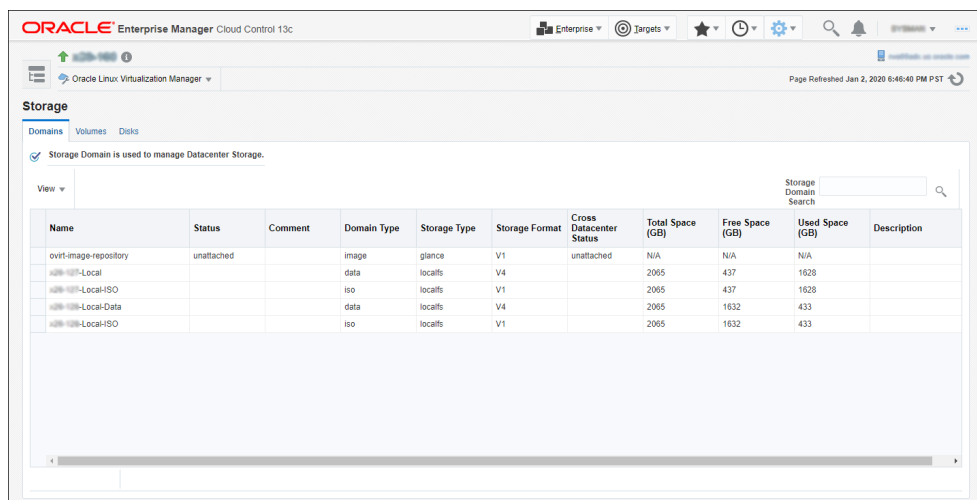 ORACLE Enterprise Manager Cloud Control 13c
Enterprise Targets
Oracle Linux Virtualization Manager
Page Refreshed Jan 2, 2020 6:46:40 PM PST
Storage
Domains Volumes Disks
Storage Domain is used to manage Datacenter Storage.
View
Storage
Domain
Search
Name Status Comment Domain Type Storage Type Storage Format Cross Datacenter Status Total Space (GB) Free Space (GB) Used Space (GB) Description
ovirt-image-repository unattached image glance V1 unattached N/A N/A N/A
-Local data localfs V4 2065 437 1628
-Local-ISO iso localfs V1 2065 437 1628
-Local-Data data localfs V4 2065 1632 433
-Local-ISO iso localfs V1 2065 1632 433